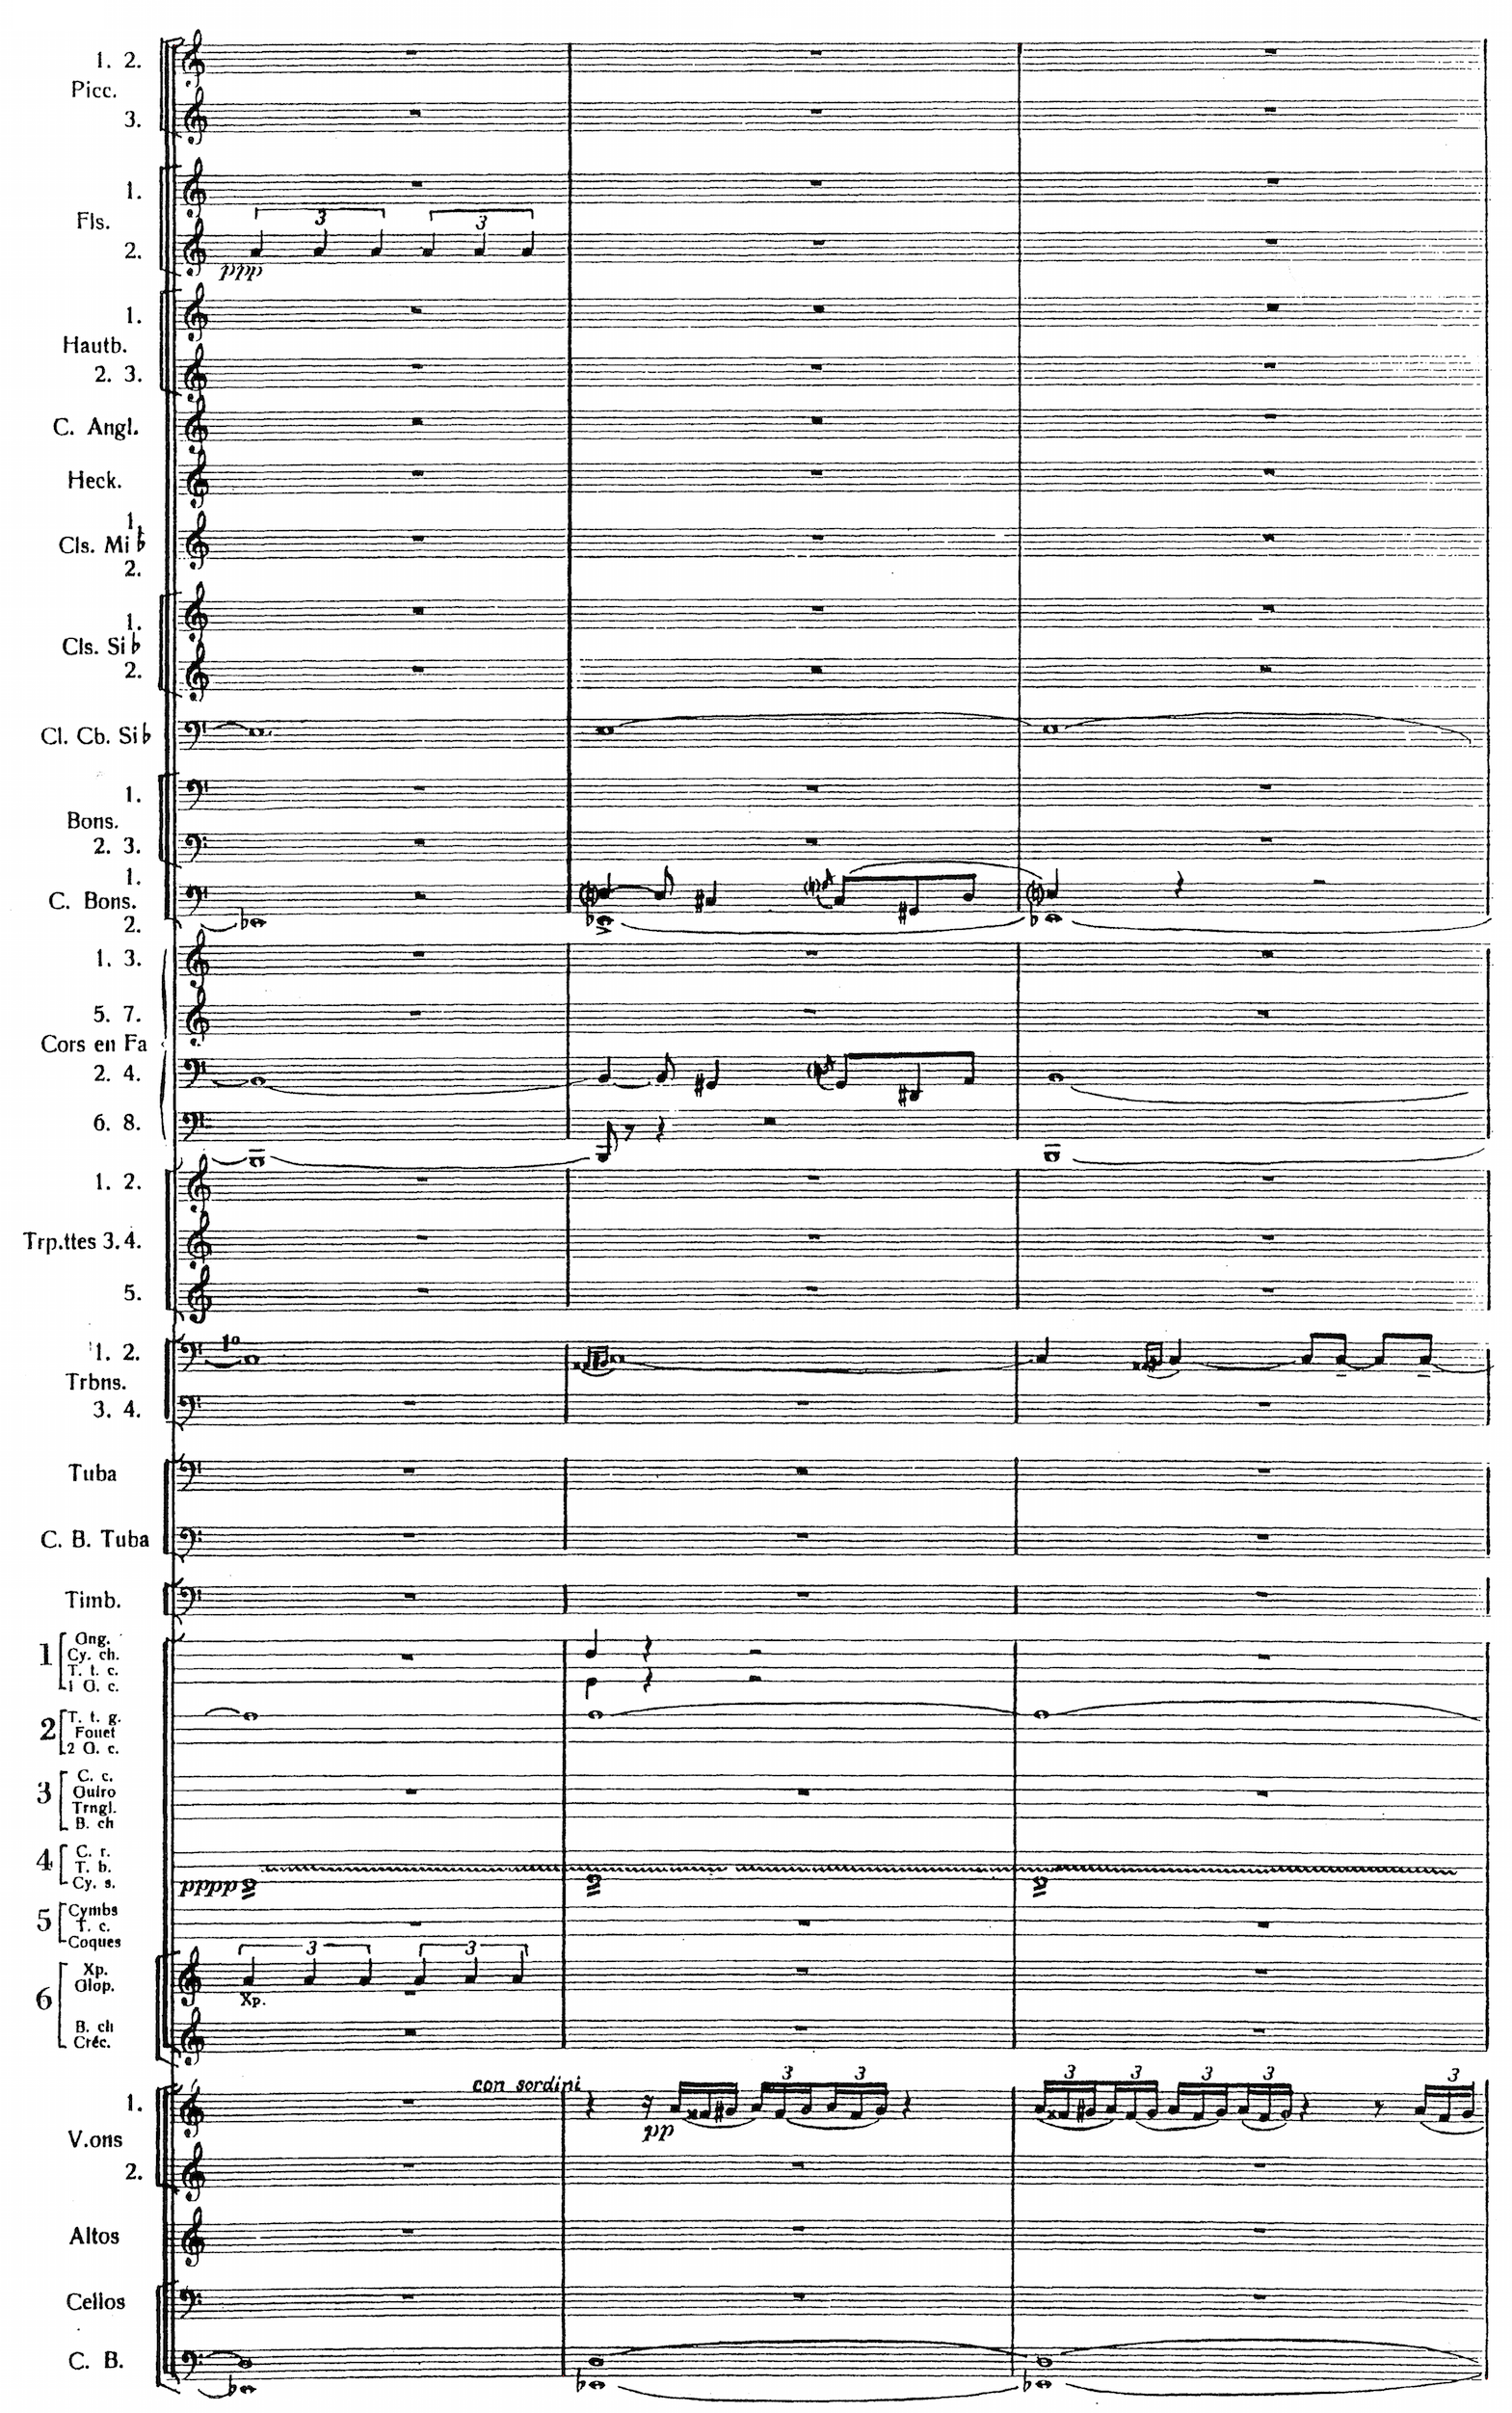 1. 2.
Picc.
3.
1.
Fls.
3 3
2.
ppp
1.
Hautb.
2. 3.
C. Angl.
Heck.
1.
Cls. Mi♭
2.
1.
Cls. Si♭
2.
Cl. Cb. Si♭
1.
Bons.
2. 3.
1.
C. Bons.
2.
1. 3.
5. 7.
Cors en Fa
2. 4.
6. 8.
1. 2.
Trp.ttes 3. 4.
5.
1º
1. 2.
Trbns.
3. 4.
Tuba
C. B. Tuba
Timb.
1
Ong.
Cy. ch.
T. t. c.
1 G. c.
2
T. t. g.
Fouet
2 G. c.
3
C. c.
Guiro
Trngl.
B. ch
4
C. r.
T. b.
Cy. s.
pppp
5
Cymbs
T. c.
Coques
3 3
6
Xp.
Glop.
Xp.
B. ch
Créc.
con sordini
3 3 3 3 3 3 3
1.
pp
V.ons
2.
Altos
Cellos
C. B.